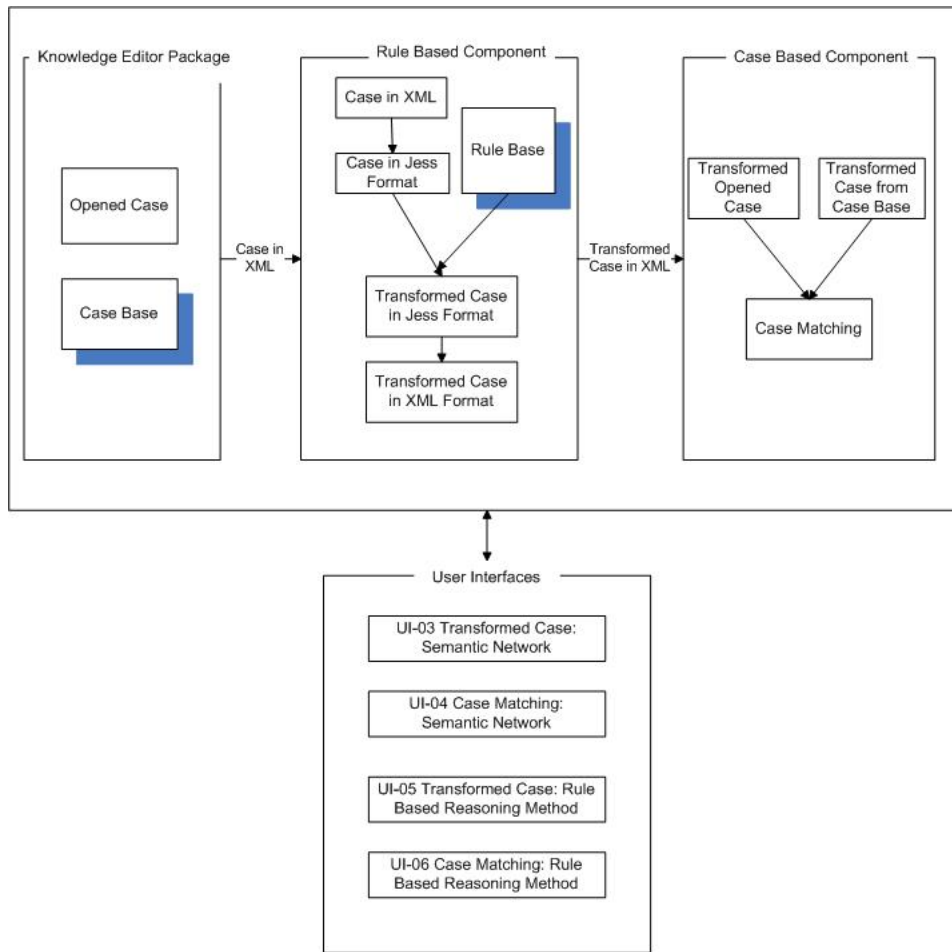 Knowledge Editor Package
Opened Case
Case Base
Case in
XML
Rule Based Component
Case in XML
Case in Jess
Format
Rule Base
Transformed Case
in Jess Format
Transformed Case
in XML Format
Transformed
Case in XML
Case Based Component
Transformed
Opened
Case
Transformed
Case from
Case Base
Case Matching
User Interfaces
UI-03 Transformed Case:
Semantic Network
UI-04 Case Matching:
Semantic Network
UI-05 Transformed Case: Rule
Based Reasoning Method
UI-06 Case Matching: Rule
Based Reasoning Method